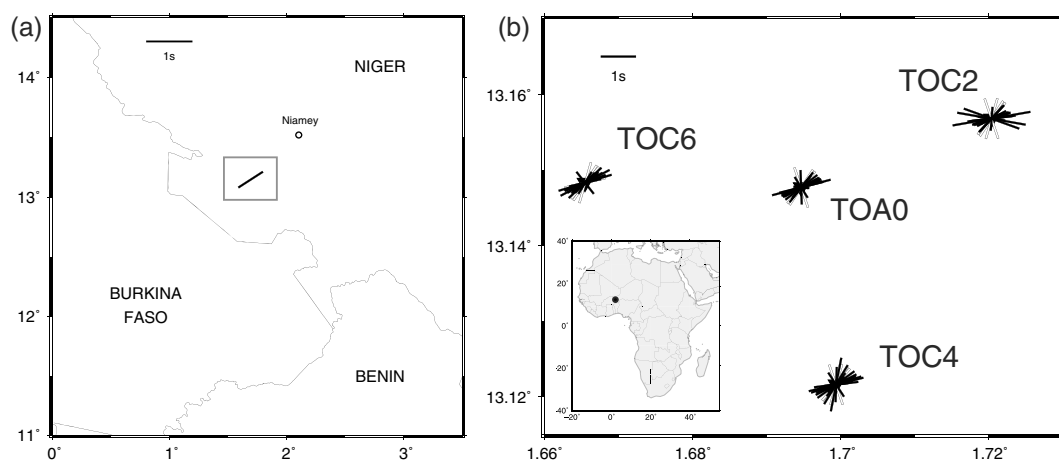 (a)
1s
NIGER
Niamey
BURKINA
FASO
BENIN
14°
13°
12°
11°
0°
1°
2°
3°
(b)
1s
TOC2
TOC6
TOA0
TOC4
13.16°
13.14°
13.12°
1.66°
1.68°
1.7°
1.72°
40°
20°
0°
−20°
−40°
−20°
0°
20°
40°